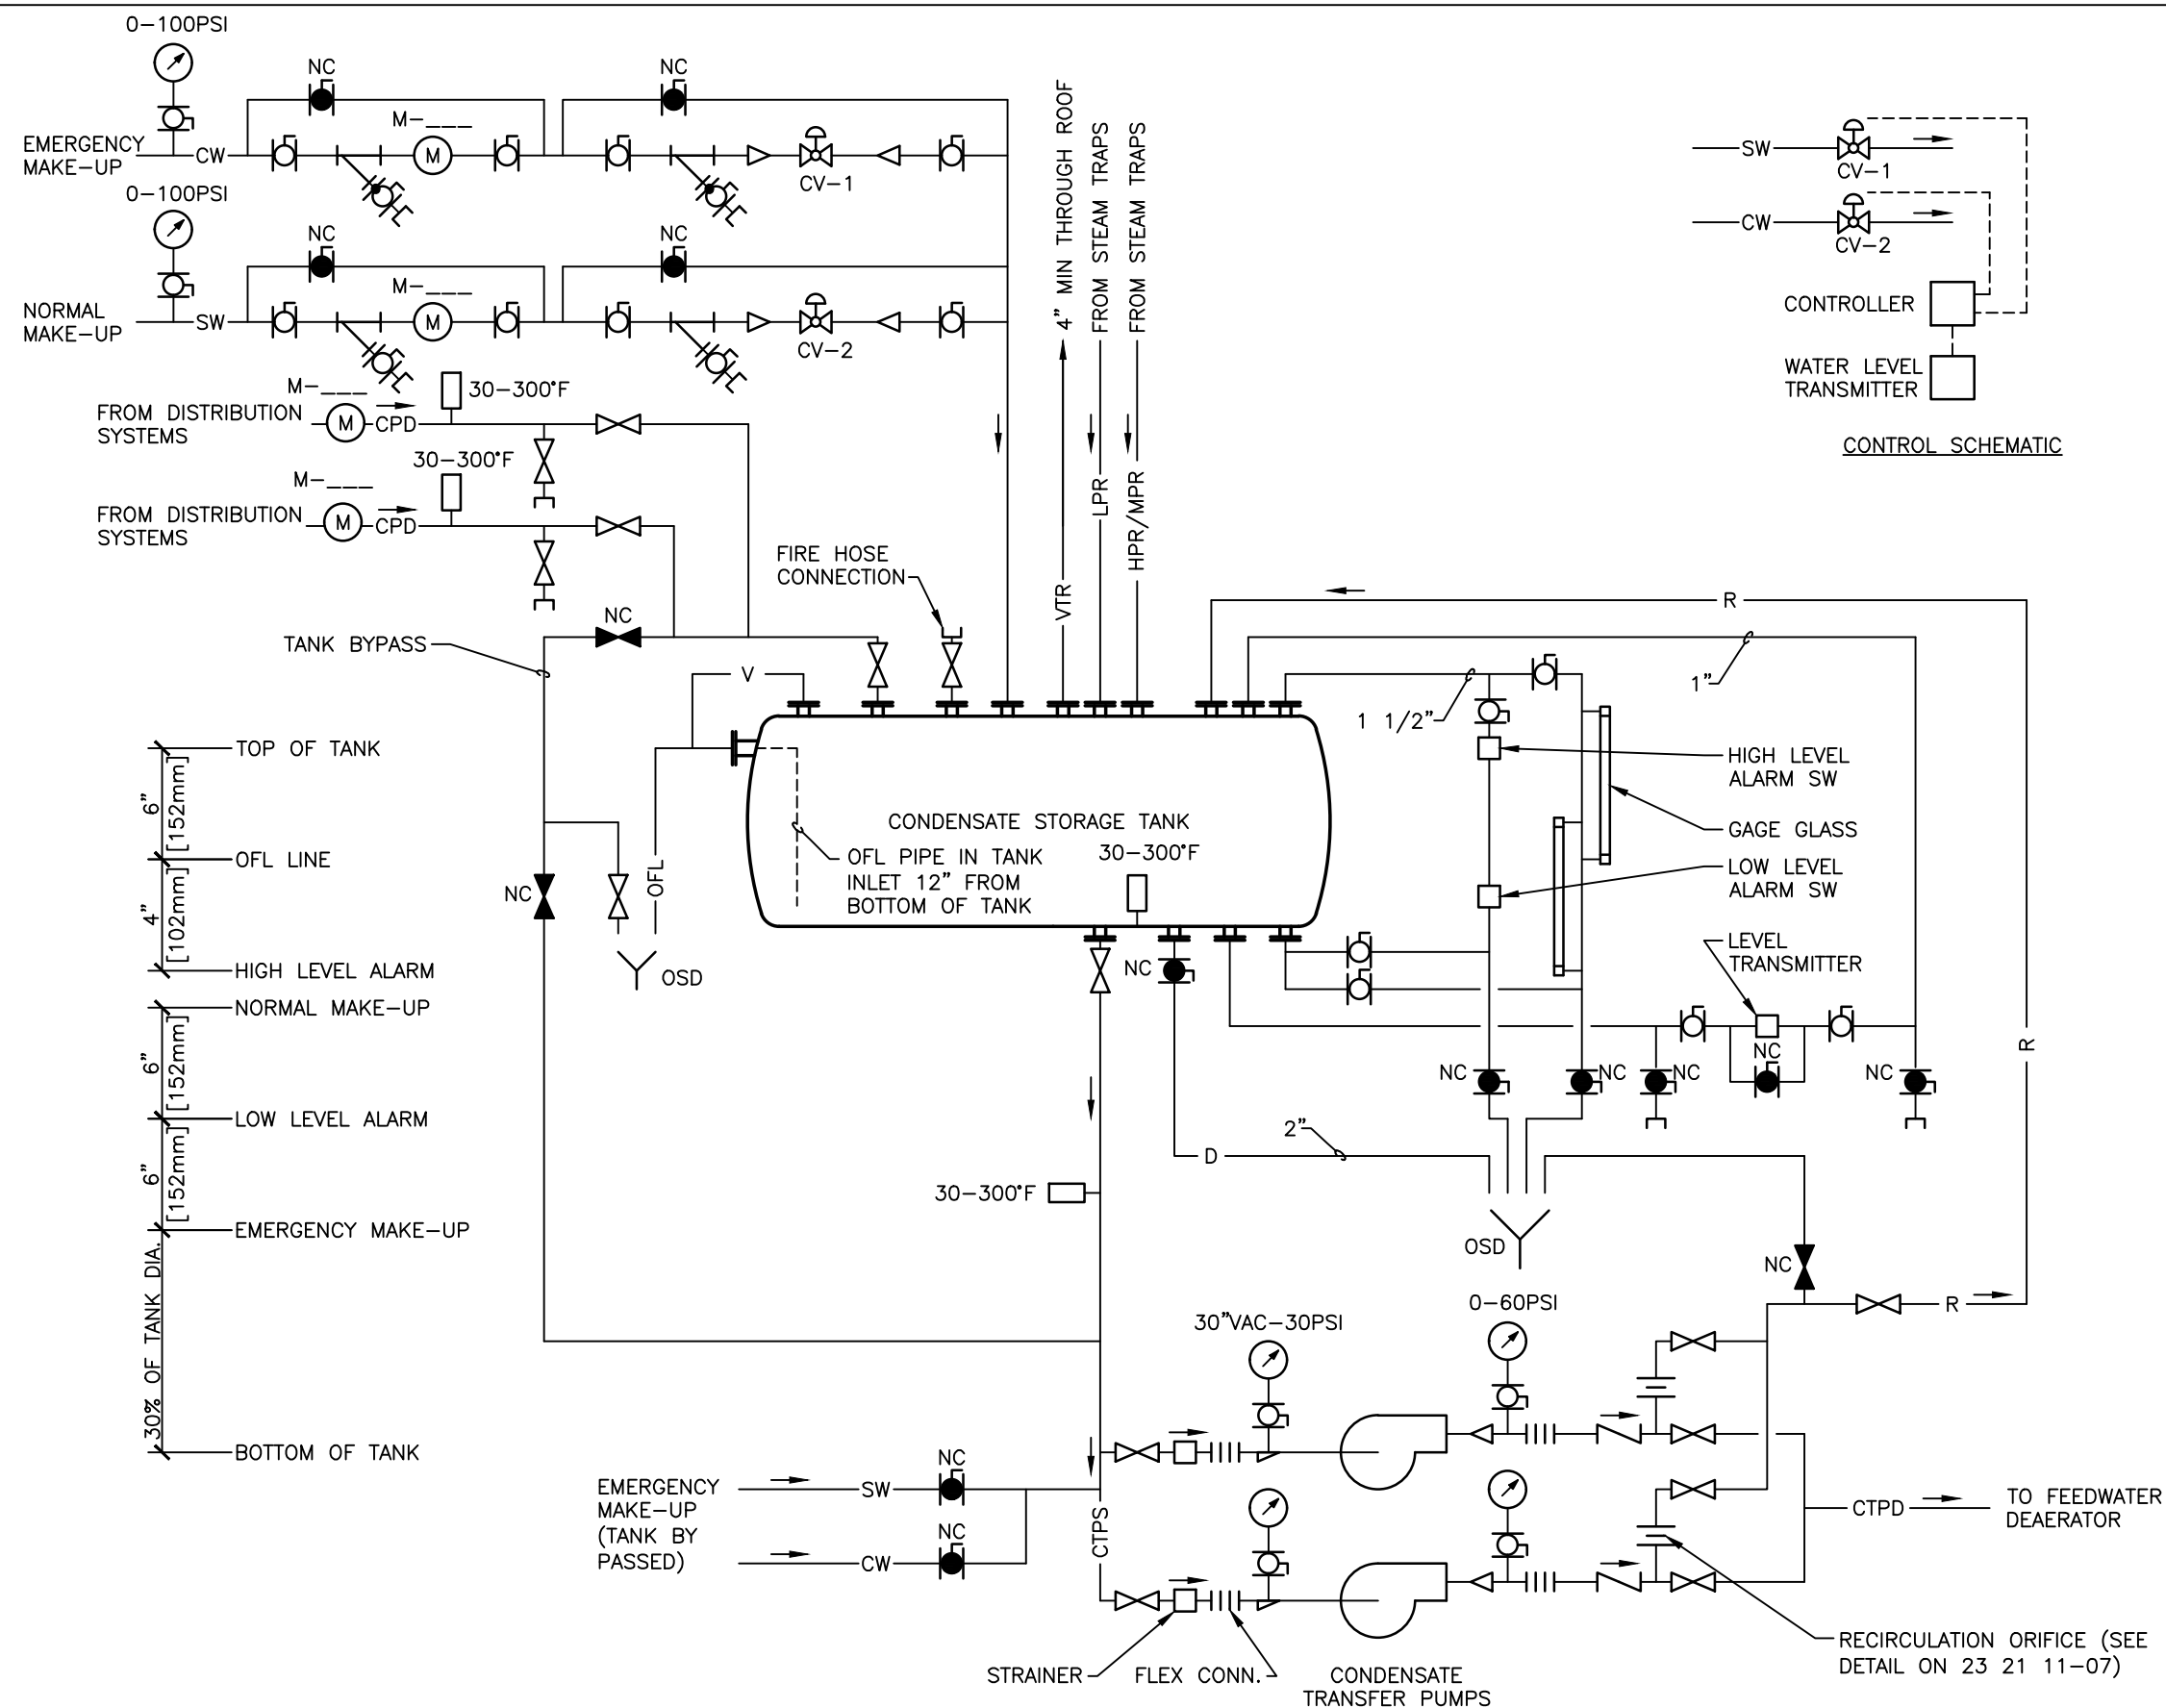 0-100PSI
NC
NC
M-___
EMERGENCY
MAKE-UP
CW
M
CV-1
0-100PSI
NC
NC
M-___
NORMAL
MAKE-UP
SW
M
CV-2
4" MIN THROUGH ROOF
FROM STEAM TRAPS
FROM STEAM TRAPS
SW
CV-1
CW
CV-2
CONTROLLER
WATER LEVEL
TRANSMITTER
CONTROL SCHEMATIC
M-___
30-300°F
FROM DISTRIBUTION
SYSTEMS
M
CPD
30-300°F
M-___
FROM DISTRIBUTION
SYSTEMS
M
CPD
LPR
HPR/MPR
VTR
FIRE HOSE
CONNECTION
NC
TANK BYPASS
V
R
1"
1 1/2"
TOP OF TANK
6"
[152mm]
OFL LINE
4"
[102mm]
HIGH LEVEL ALARM
NORMAL MAKE-UP
6"
[152mm]
LOW LEVEL ALARM
6"
[152mm]
EMERGENCY MAKE-UP
30% OF TANK DIA.
BOTTOM OF TANK
NC
OFL
OSD
CONDENSATE STORAGE TANK
OFL PIPE IN TANK
INLET 12" FROM
BOTTOM OF TANK
30-300°F
HIGH LEVEL
ALARM SW
GAGE GLASS
LOW LEVEL
ALARM SW
LEVEL
TRANSMITTER
NC
NC
NC
NC
NC
NC
R
D
2"
30-300°F
OSD
NC
R
30"VAC-30PSI
0-60PSI
EMERGENCY
MAKE-UP
(TANK BY
PASSED)
SW
NC
CW
NC
CTPS
CTPD
TO FEEDWATER
DEAERATOR
STRAINER
FLEX CONN.
CONDENSATE
TRANSFER PUMPS
RECIRCULATION ORIFICE (SEE
DETAIL ON 23 21 11-07)